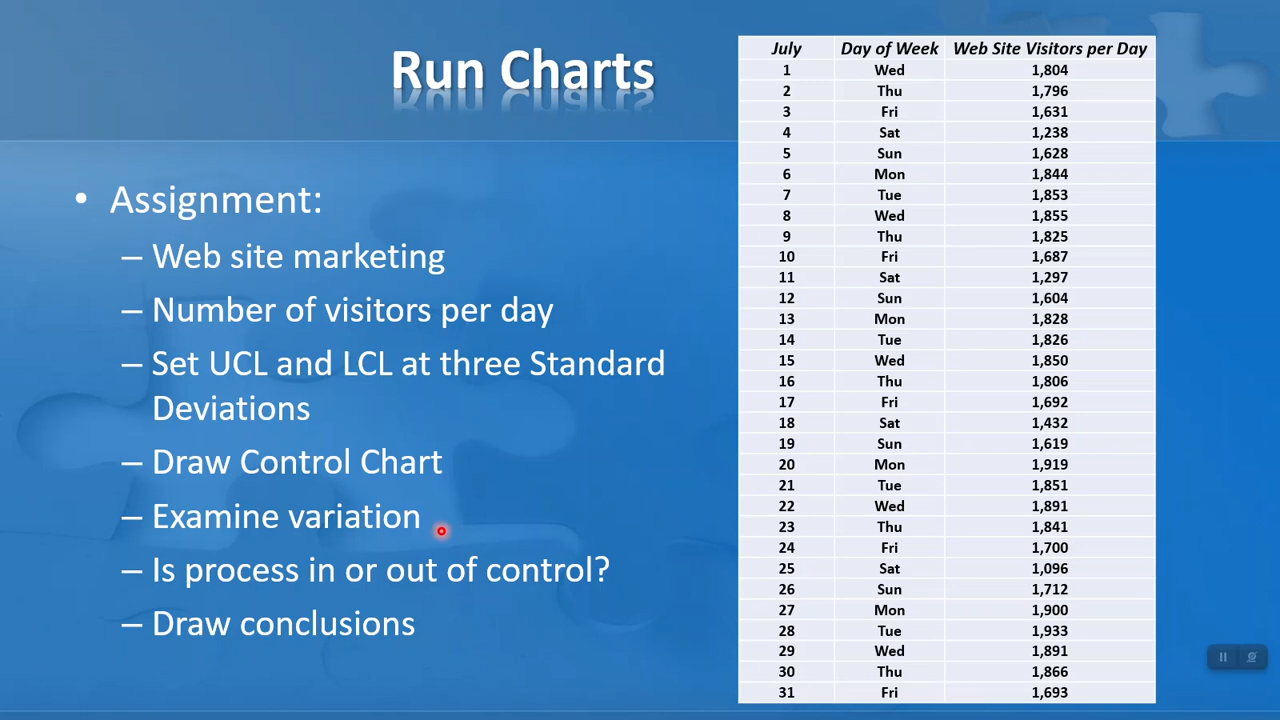 Run Charts
• Assignment:
– Web site marketing
– Number of visitors per day
– Set UCL and LCL at three Standard
Deviations
– Draw Control Chart
– Examine variation
– Is process in or out of control?
– Draw conclusions
July Day of Week Web Site Visitors per Day
1 Wed 1,804
2 Thu 1,796
3 Fri 1,631
4 Sat 1,238
5 Sun 1,628
6 Mon 1,844
7 Tue 1,853
8 Wed 1,855
9 Thu 1,825
10 Fri 1,687
11 Sat 1,297
12 Sun 1,604
13 Mon 1,828
14 Tue 1,826
15 Wed 1,850
16 Thu 1,806
17 Fri 1,692
18 Sat 1,432
19 Sun 1,619
20 Mon 1,919
21 Tue 1,851
22 Wed 1,891
23 Thu 1,841
24 Fri 1,700
25 Sat 1,096
26 Sun 1,712
27 Mon 1,900
28 Tue 1,933
29 Wed 1,891
30 Thu 1,866
31 Fri 1,693